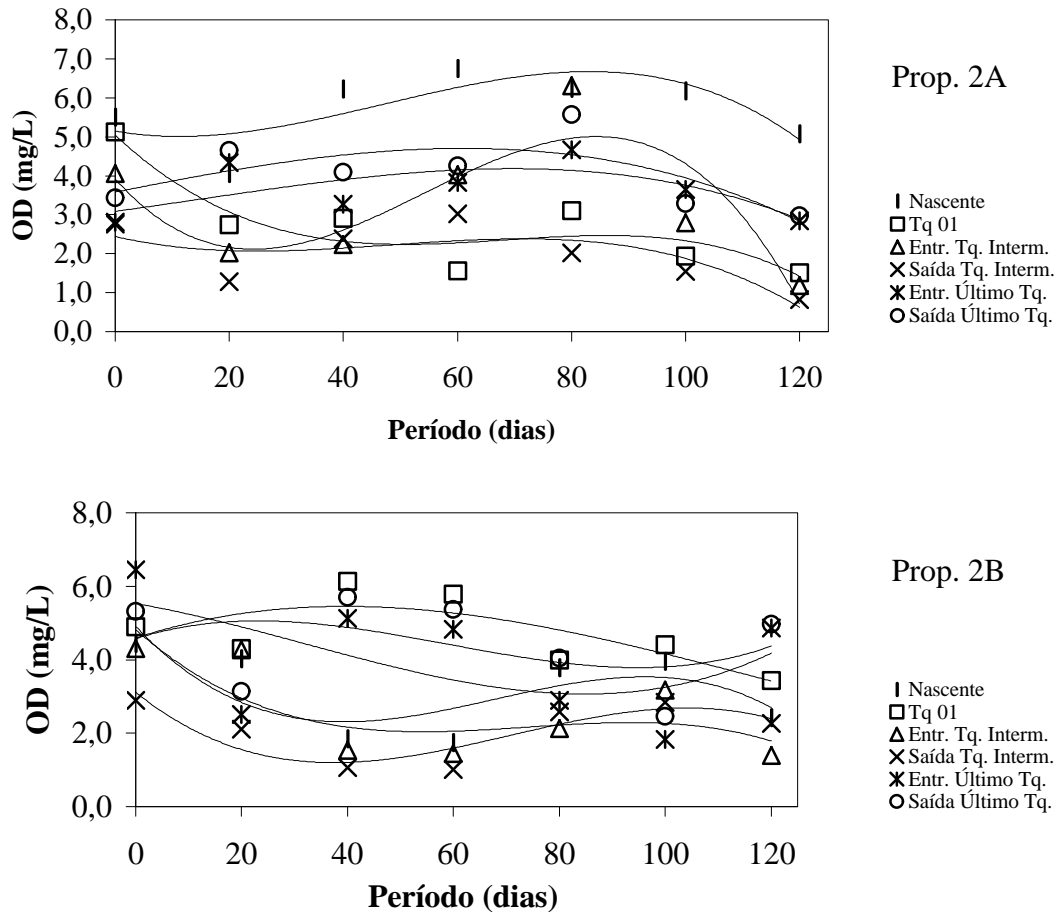 8,0
7,0
6,0
5,0
4,0
3,0
2,0
1,0
0,0
OD (mg/L)
0 20 40 60 80 100 120
Período (dias)
Prop. 2A
Nascente
Tq 01
Entr. Tq. Interm.
Saída Tq. Interm.
Entr. Último Tq.
Saída Último Tq.
8,0
6,0
4,0
2,0
0,0
OD (mg/L)
0 20 40 60 80 100 120
Período (dias)
Prop. 2B
Nascente
Tq 01
Entr. Tq. Interm.
Saída Tq. Interm.
Entr. Último Tq.
Saída Último Tq.